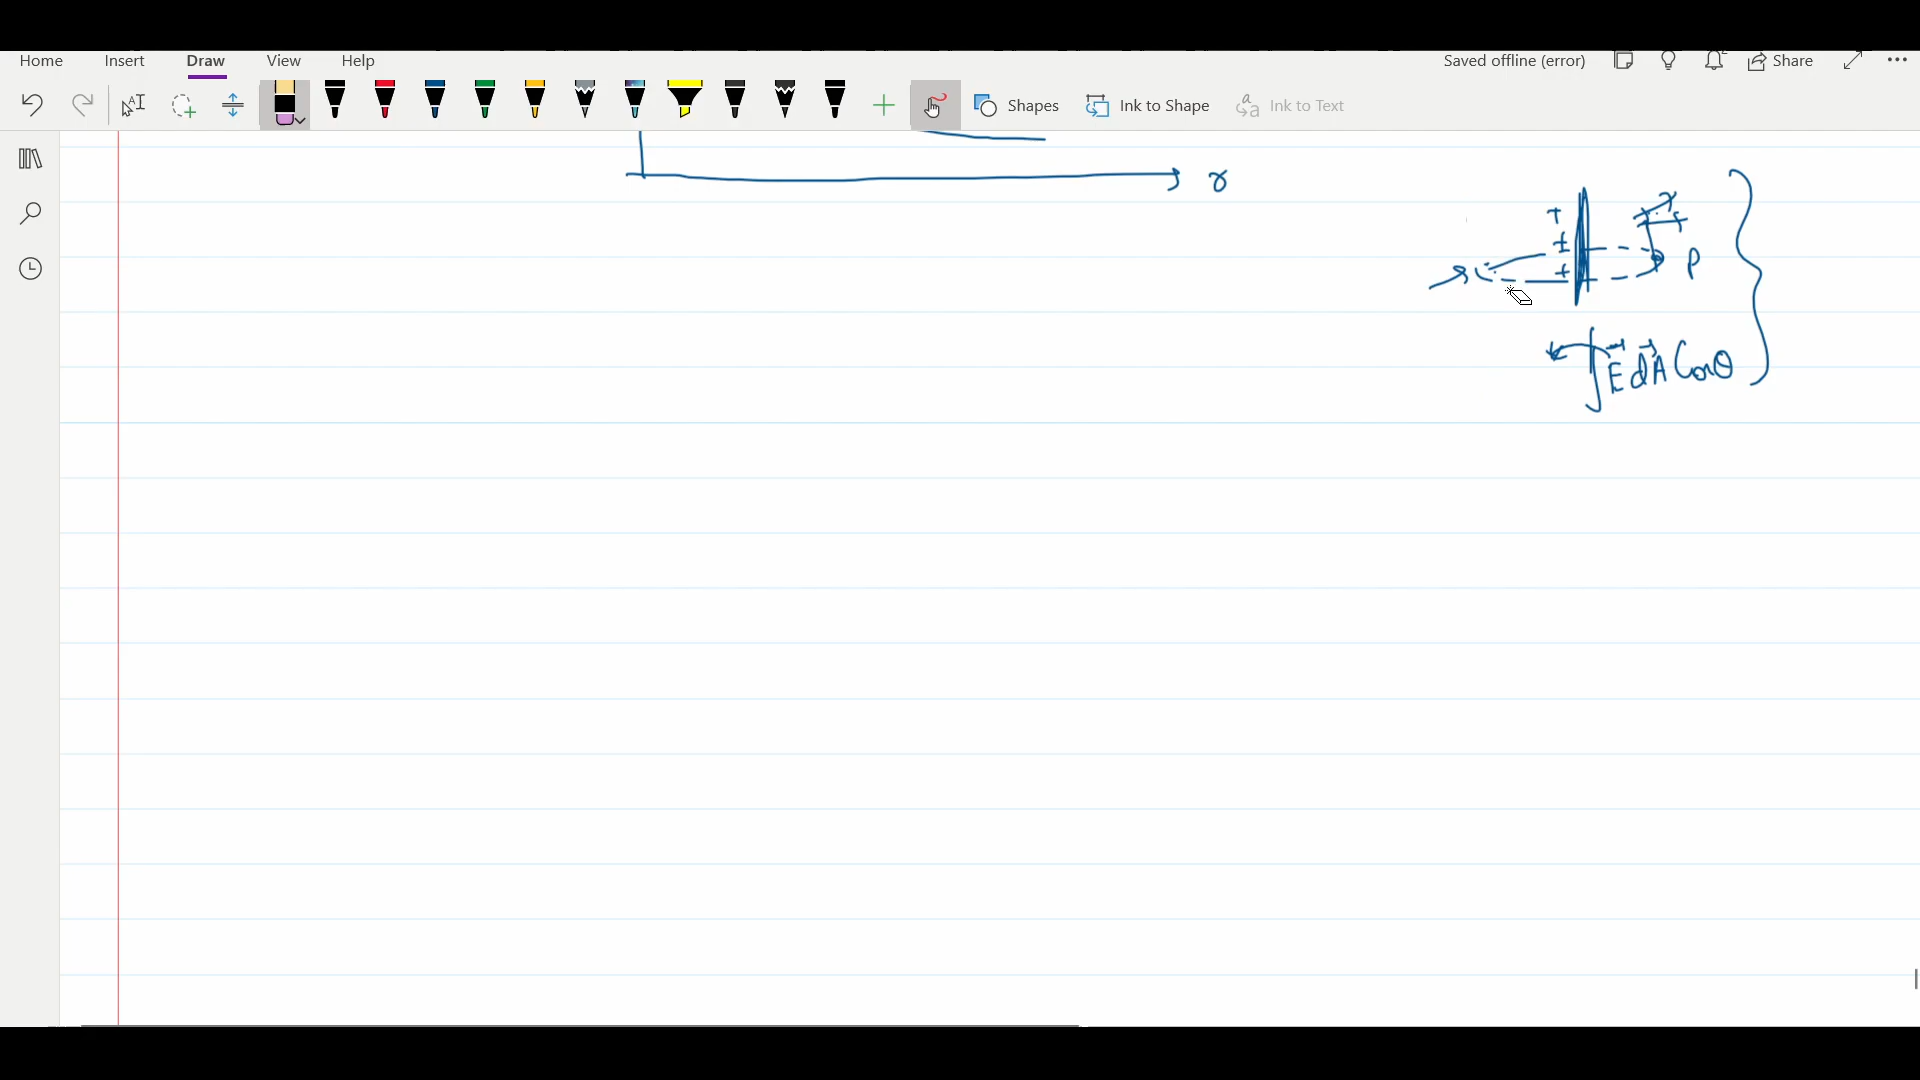 Home Insert Draw View Help Saved offline (error) Share
Shapes Ink to Shape Ink to Text
r
+
+
+ P
∫ E⃗ dA⃗ Cosθ